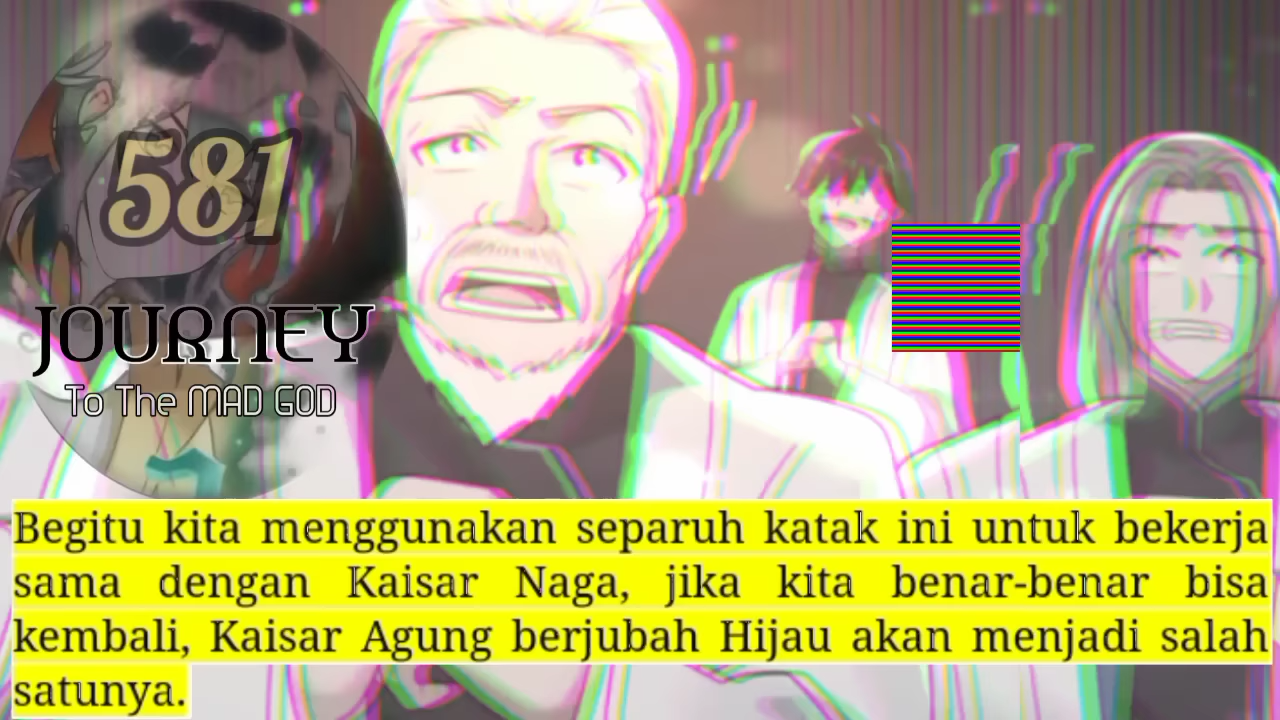 581
JOURNEY
To The MAD GOD
Begitu kita menggunakan separuh katak ini untuk bekerja
sama dengan Kaisar Naga, jika kita benar-benar bisa
kembali, Kaisar Agung berjubah Hijau akan menjadi salah
satunya.